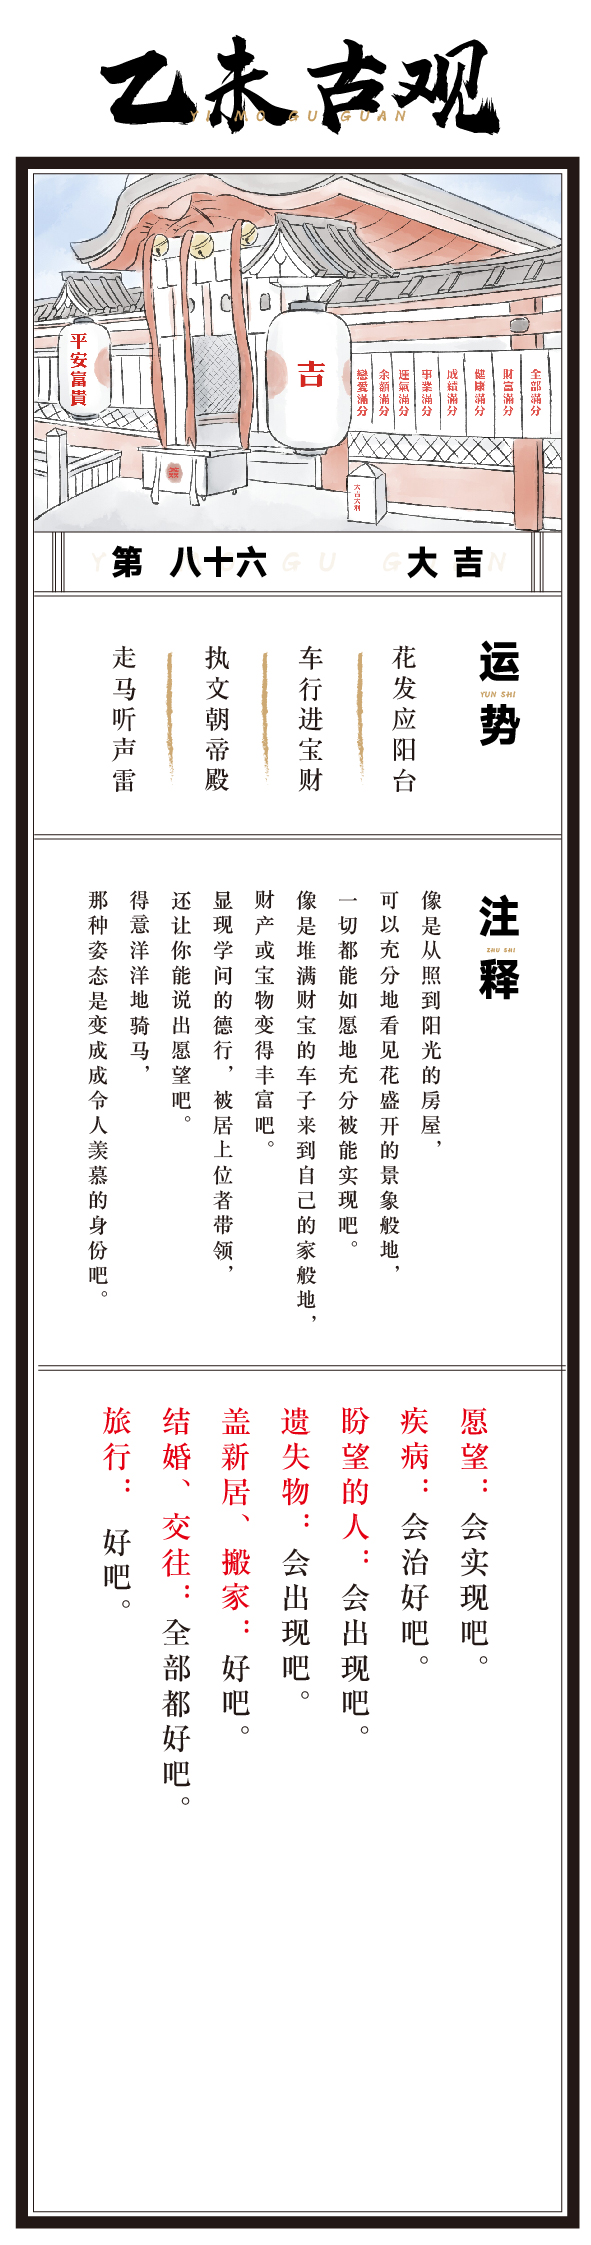 乙未古观
YI MO GU GUAN
平安富貴
吉
全部滿分
財富滿分
健康滿分
成績滿分
事業滿分
運氣滿分
余額滿分
戀愛滿分
大吉大利
第 八十六 大吉
运势
YUN SHI
花发应阳台
车行进宝财
执文朝帝殿
走马听声雷
注释
ZHU SHI
像是从照到阳光的房屋，
可以充分地看见花盛开的景象般地，
一切都能如愿地充分被能实现吧。
像是堆满财宝的车子来到自己的家般地，
财产或宝物变得丰富吧。
显现学问的德行，被居上位者带领，
还让你能说出愿望吧。
得意洋洋地骑马，
那种姿态是变成成令人羡慕的身份吧。
愿望：会实现吧。
疾病：会治好吧。
盼望的人：会出现吧。
遗失物：会出现吧。
盖新居、搬家：好吧。
结婚、交往：全部都好吧。
旅行： 好吧。